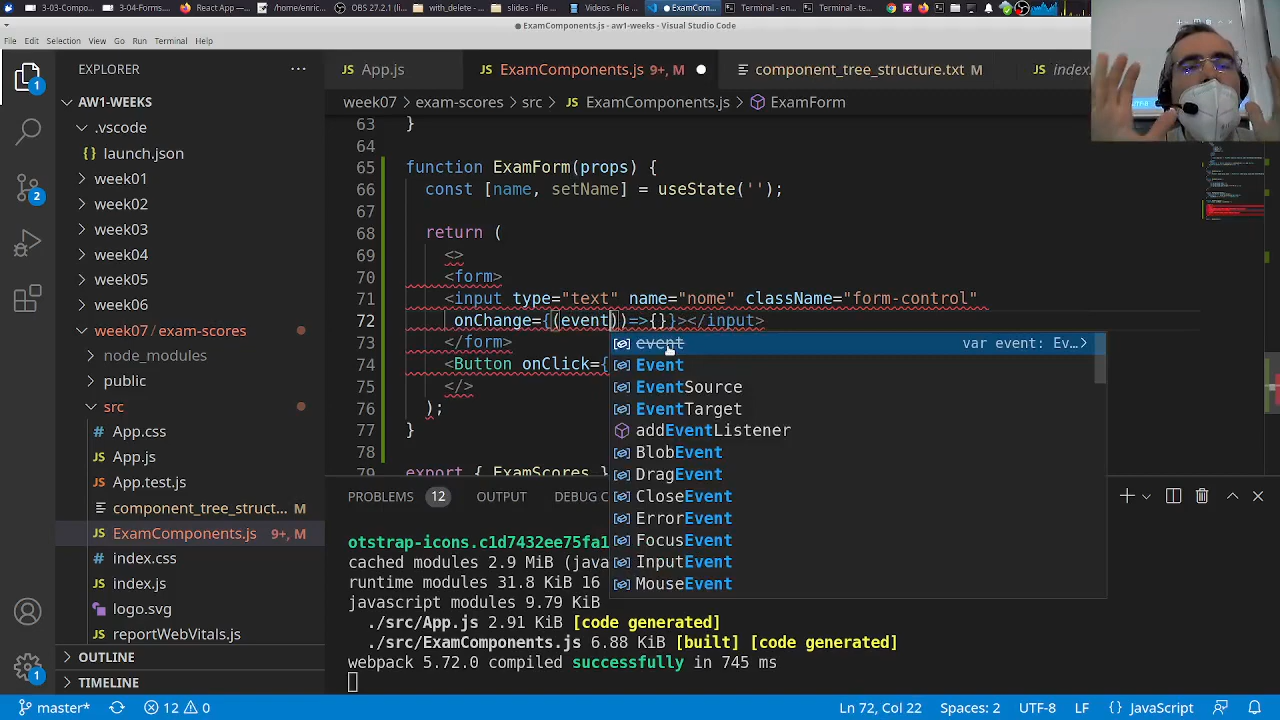 3-03-Compo…
3-04-Forms…
React App —…
/home/enric…
OBS 27.2.1 (…
with_delete -…
slides - File…
Videos - File…
ExamCom…
Terminal - en…
Terminal - te…
ExamComponents.js - aw1-weeks - Visual Studio Code
File Edit Selection View Go Run Terminal Help
EXPLORER
App.js
ExamComponents.js 9+, M
component_tree_structure.txt M
index.
AW1-WEEKS
.vscode
launch.json
week01
week02
week03
week04
week05
week06
week07 / exam-scores
node_modules
public
src
App.css
App.js
App.test.js
component_tree_struct… M
ExamComponents.js 9+, M
index.css
index.js
logo.svg
reportWebVitals.js
OUTLINE
TIMELINE
1
2
1
week07 > exam-scores > src > JS ExamComponents.js > ExamForm
63 }
64
65 function ExamForm(props) {
66 const [name, setName] = useState('');
67
68 return (
69 <>
70 <form>
71 <input type="text" name="nome" className="form-control"
72 onChange={(event)=>{}}></input>
73 </form>
74 <Button onClick={
75 </>
76 );
77 }
78
79 export { ExamScores }
event var event: Ev…>
Event
EventSource
EventTarget
addEventListener
BlobEvent
DragEvent
CloseEvent
ErrorEvent
FocusEvent
InputEvent
MouseEvent
PROBLEMS 12 OUTPUT DEBUG C
otstrap-icons.c1d7432ee75fa1
cached modules 2.9 MiB (java
runtime modules 31.8 KiB 16
javascript modules 9.79 KiB
./src/App.js 2.91 KiB [code generated]
./src/ExamComponents.js 6.88 KiB [built] [code generated]
webpack 5.72.0 compiled successfully in 745 ms
master* 12 0 Ln 72, Col 22 Spaces: 2 UTF-8 LF {} JavaScript